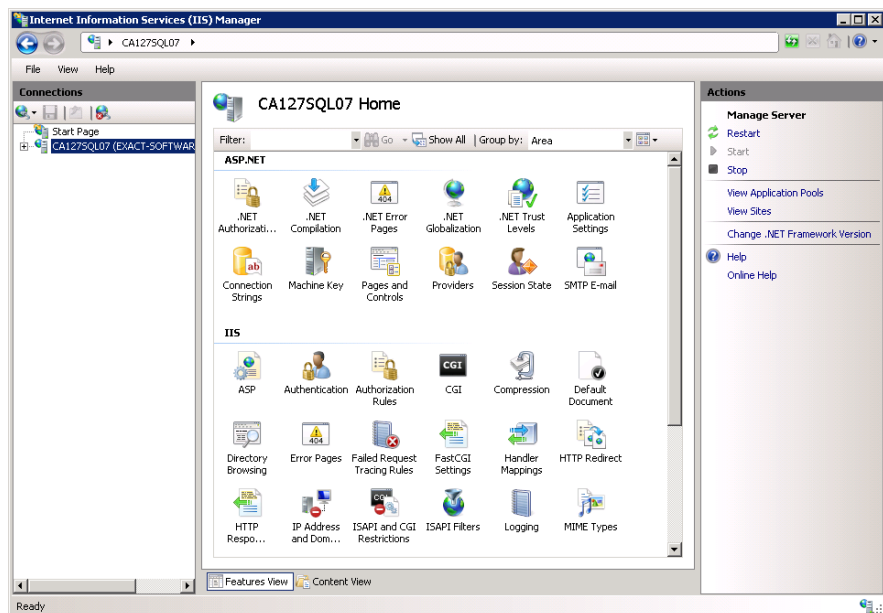 Internet Information Services (IIS) Manager
CA127SQL07
File View Help
Connections
Start Page
CA127SQL07 (EXACT-SOFTWAR
CA127SQL07 Home
Filter: Go Show All Group by: Area
ASP.NET
.NET Authorizati...
.NET Compilation
.NET Error Pages
.NET Globalization
.NET Trust Levels
Application Settings
Connection Strings
Machine Key
Pages and Controls
Providers
Session State
SMTP E-mail
IIS
ASP
Authentication
Authorization Rules
CGI
Compression
Default Document
Directory Browsing
Error Pages
Failed Request Tracing Rules
FastCGI Settings
Handler Mappings
HTTP Redirect
HTTP Respo...
IP Address and Dom...
ISAPI and CGI Restrictions
ISAPI Filters
Logging
MIME Types
Features View Content View
Actions
Manage Server
Restart
Start
Stop
View Application Pools
View Sites
Change .NET Framework Version
Help
Online Help
Ready